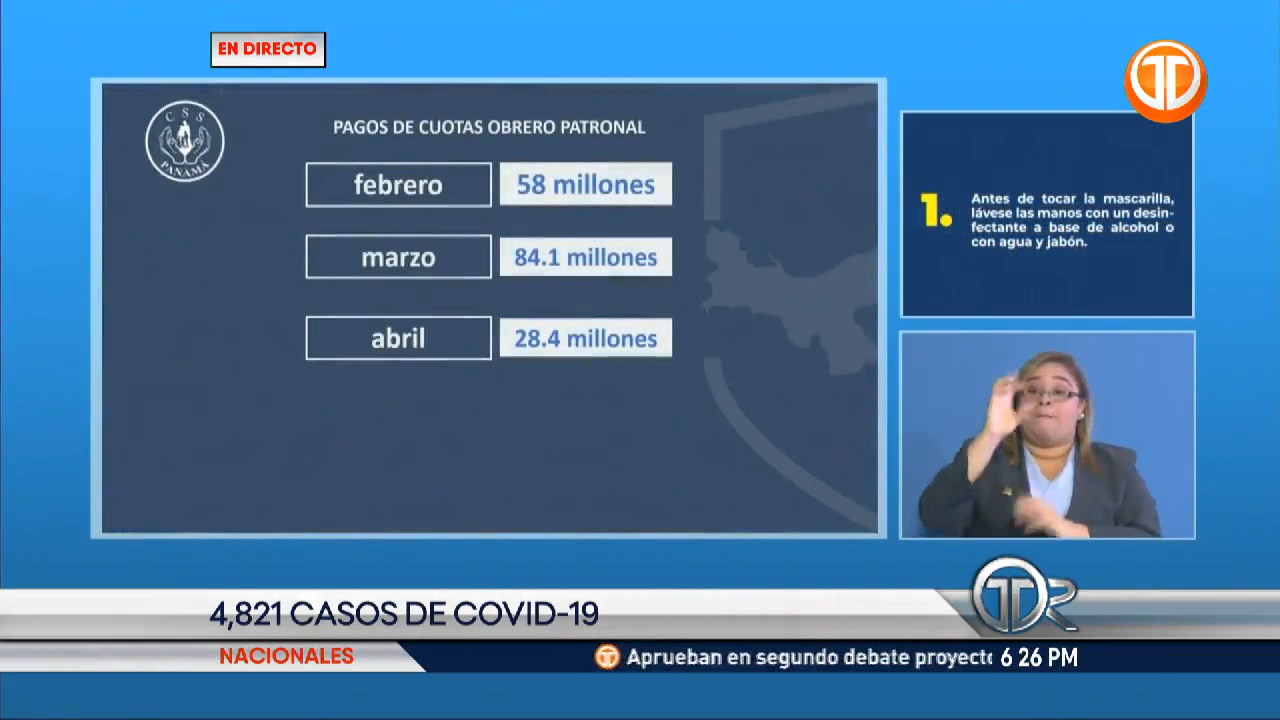 EN DIRECTO
CSS
PANAMÁ
PAGOS DE CUOTAS OBRERO PATRONAL
febrero
58 millones
marzo
84.1 millones
abril
28.4 millones
1.
Antes de tocar la mascarilla,
lávese las manos con un desin-
fectante a base de alcohol o
con agua y jabón.
4,821 CASOS DE COVID-19
NACIONALES
Aprueban en segundo debate proyecto
6 26 PM